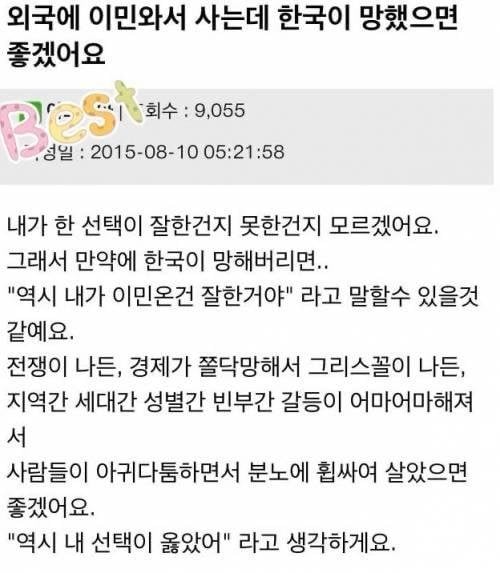 외국에 이민와서 사는데 한국이 망했으면
좋겠어요
Best
회수 : 9,055
성일 : 2015-08-10 05:21:58
내가 한 선택이 잘한건지 못한건지 모르겠어요.
그래서 만약에 한국이 망해버리면..
"역시 내가 이민온건 잘한거야" 라고 말할수 있을것
같예요.
전쟁이 나든, 경제가 쫄닥망해서 그리스꼴이 나든,
지역간 세대간 성별간 빈부간 갈등이 어마어마해져
서
사람들이 아귀다툼하면서 분노에 휩싸여 살았으면
좋겠어요.
"역시 내 선택이 옳았어" 라고 생각하게요.